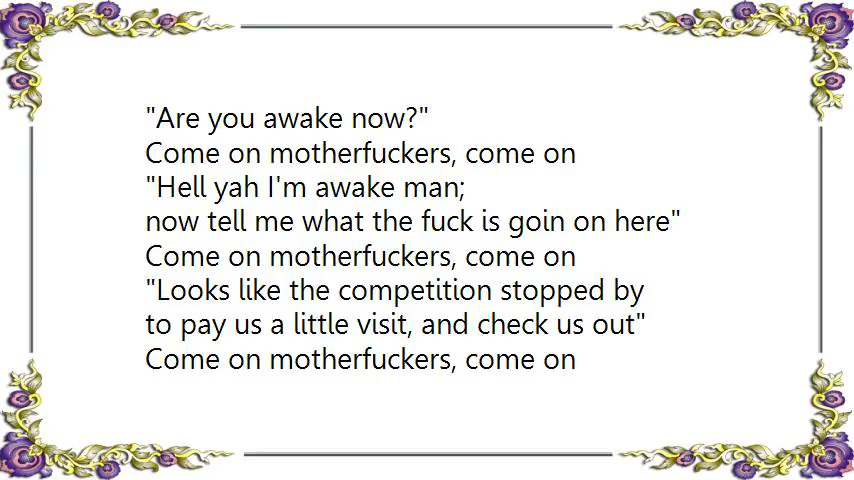 "Are you awake now?"
Come on motherfuckers, come on
"Hell yah I'm awake man;
now tell me what the fuck is goin on here"
Come on motherfuckers, come on
"Looks like the competition stopped by
to pay us a little visit, and check us out"
Come on motherfuckers, come on